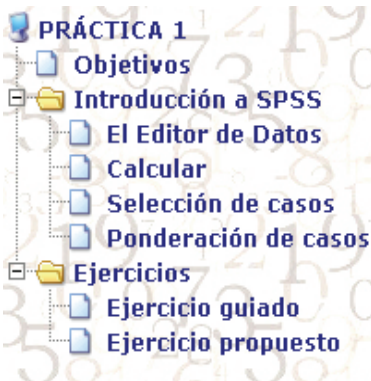 PRÁCTICA 1
Objetivos
Introducción a SPSS
El Editor de Datos
Calcular
Selección de casos
Ponderación de casos
Ejercicios
Ejercicio guiado
Ejercicio propuesto